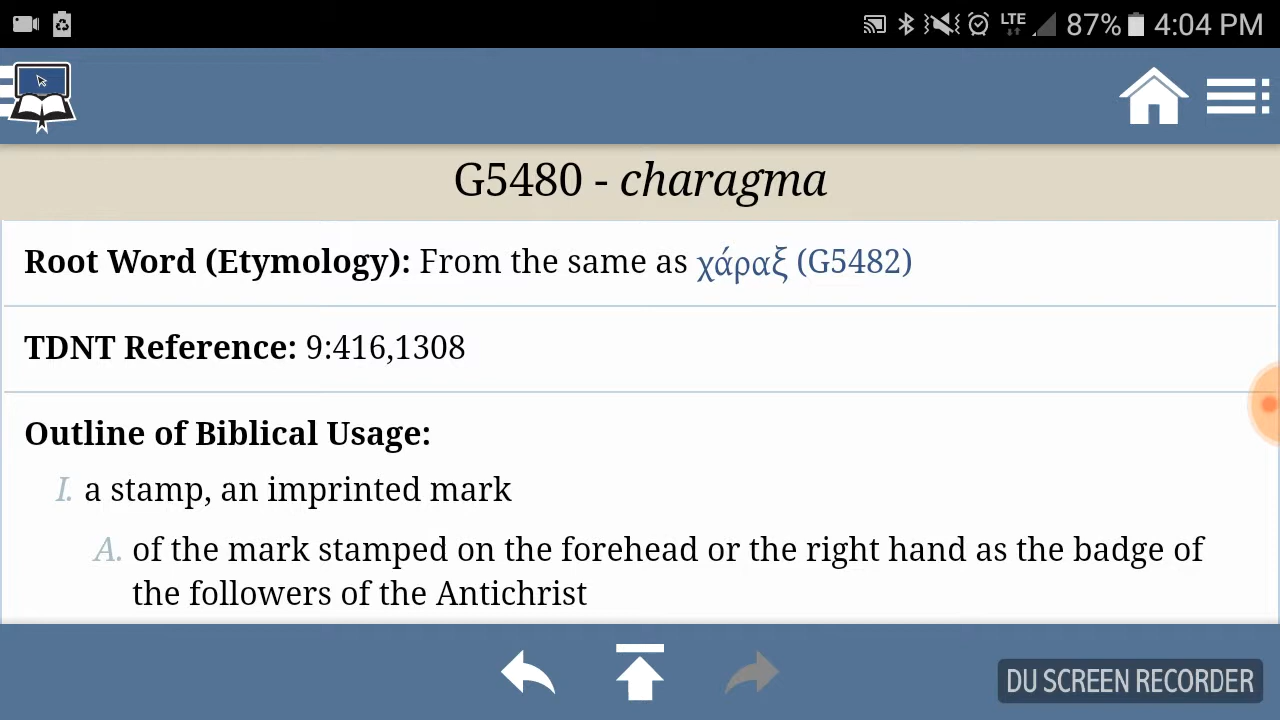 LTE 87% 4:04 PM
G5480 - charagma
Root Word (Etymology): From the same as χάραξ (G5482)
TDNT Reference: 9:416,1308
Outline of Biblical Usage:
I. a stamp, an imprinted mark
A. of the mark stamped on the forehead or the right hand as the badge of
the followers of the Antichrist
DU SCREEN RECORDER